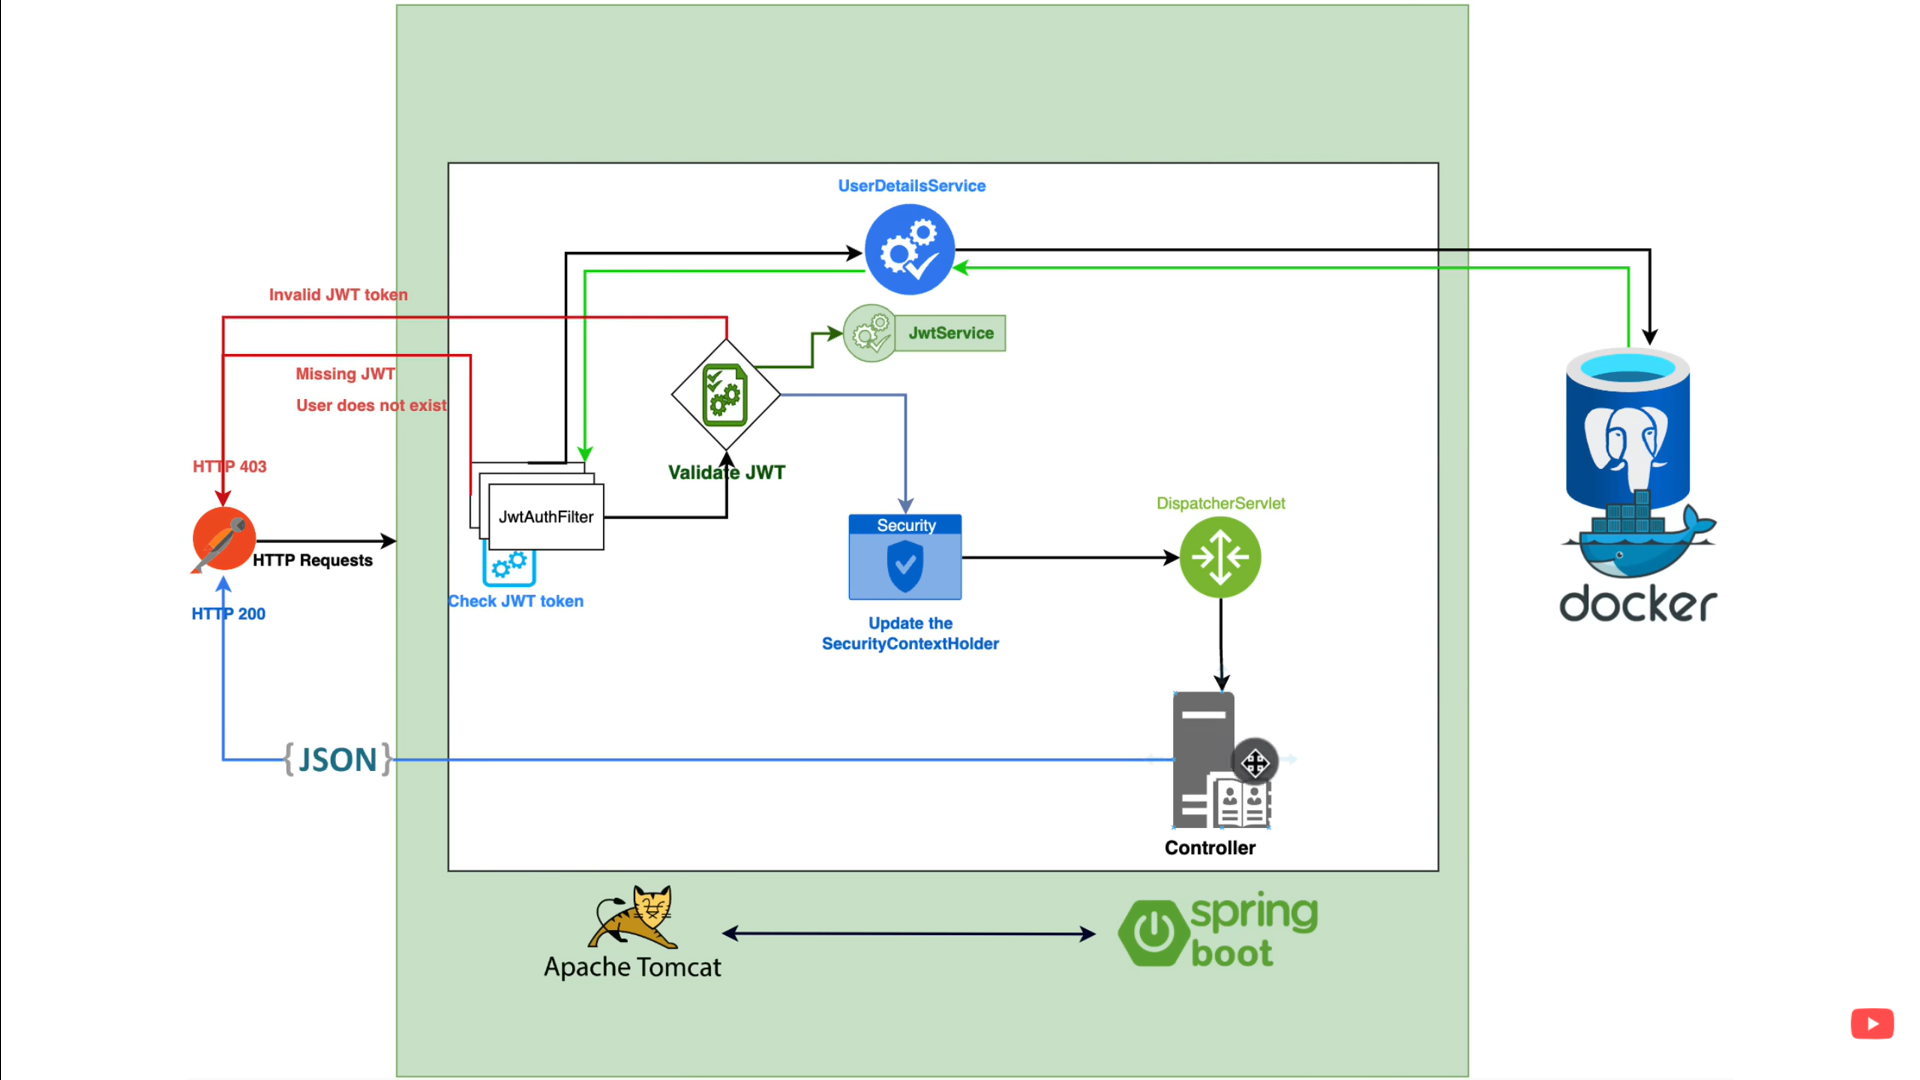 UserDetailsService
Invalid JWT token
JwtService
Missing JWT
User does not exist
HTTP 403
Validate JWT
JwtAuthFilter
DispatcherServlet
Security
HTTP Requests
Check JWT token
HTTP 200
Update the
SecurityContextHolder
docker
{JSON}
Controller
Apache Tomcat
spring
boot